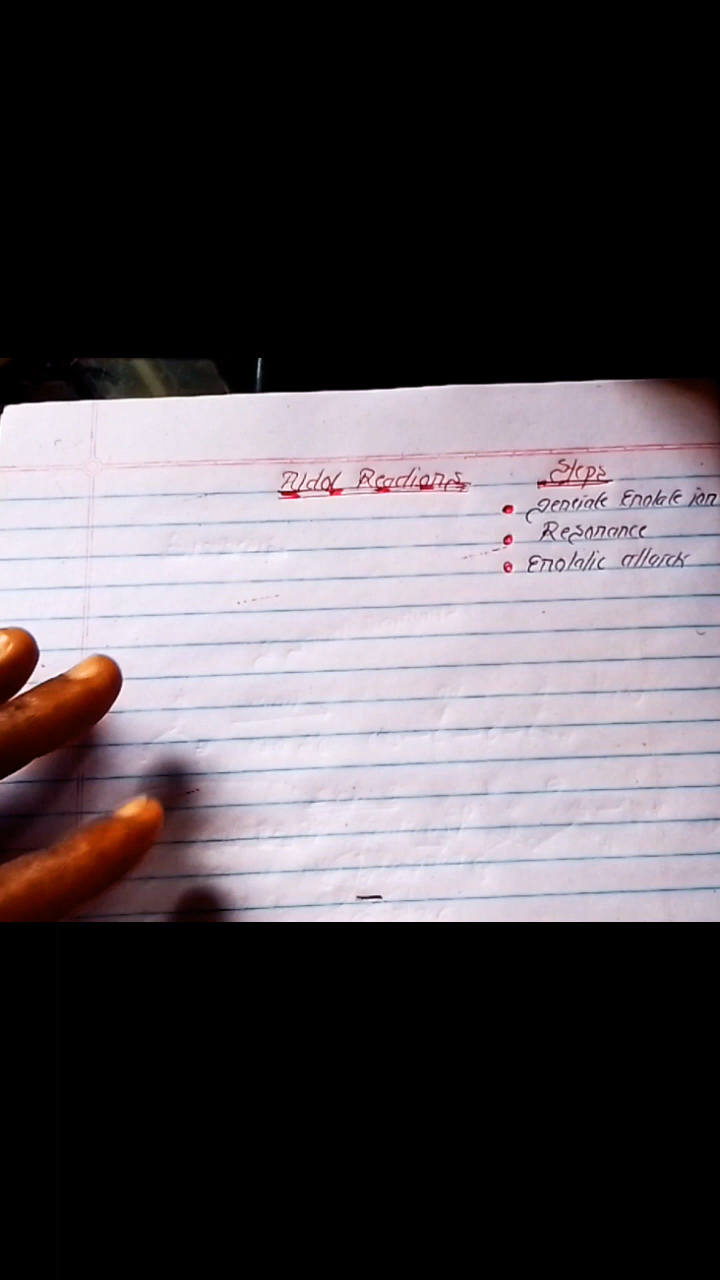 Aldol Reactions
Steps
generate Enolate ion
Resonance
Enolatic attack